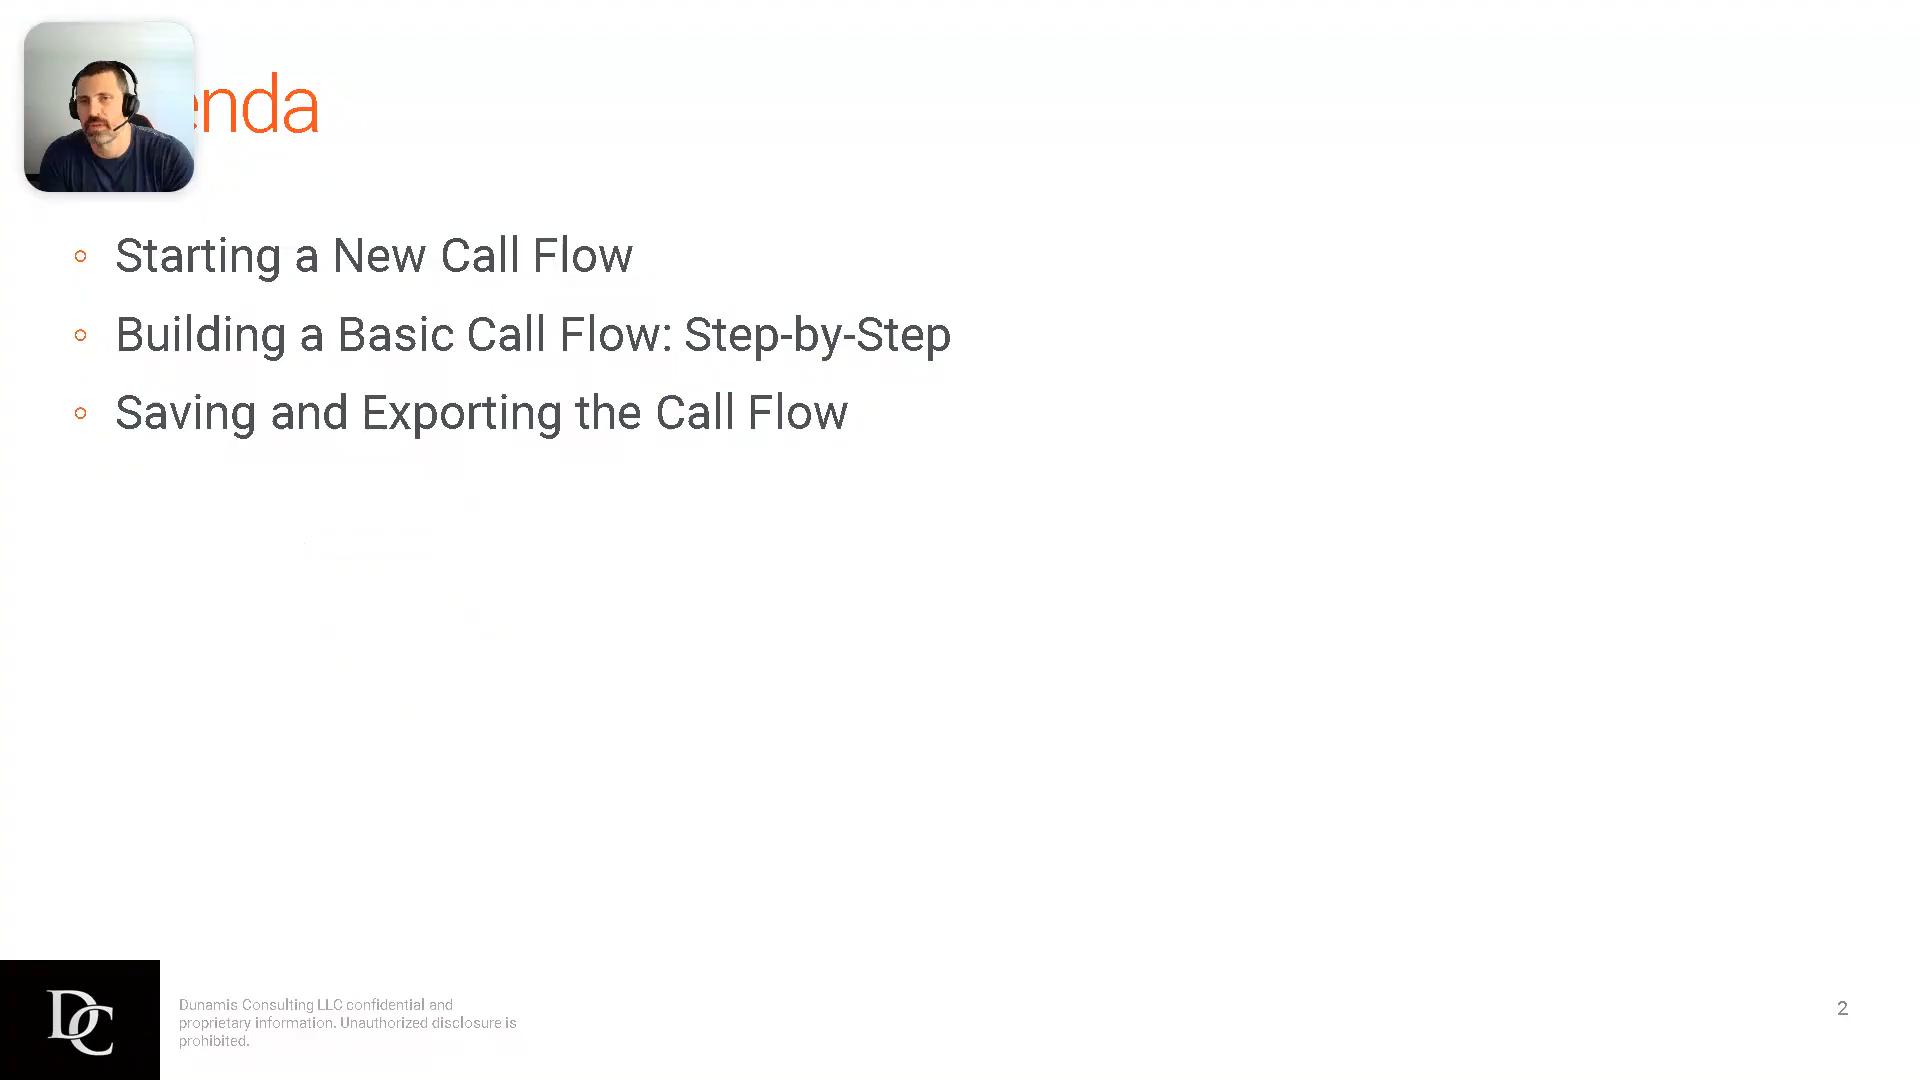 enda
Starting a New Call Flow
Building a Basic Call Flow: Step-by-Step
Saving and Exporting the Call Flow
DC
Dunamis Consulting LLC confidential and
proprietary information. Unauthorized disclosure is
prohibited.
2